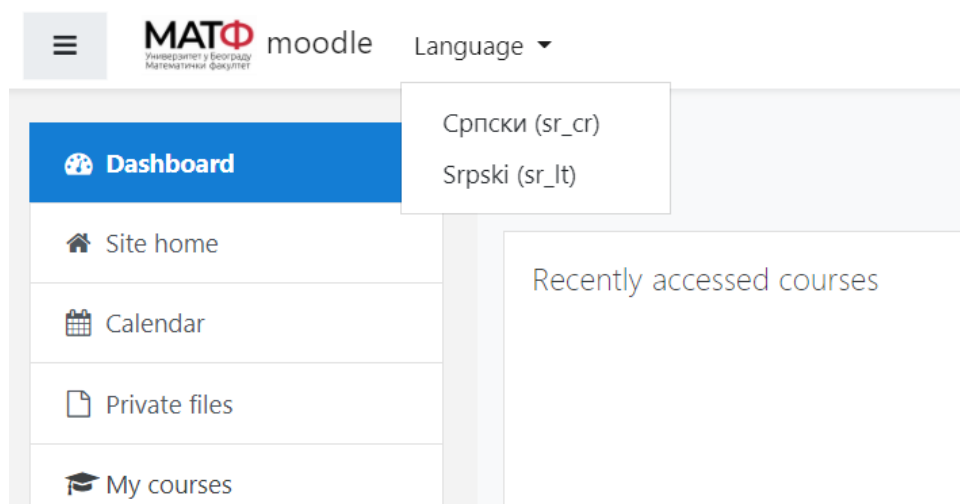 МАТФ
Универзитет у Београду
Математички факултет
moodle
Language
Српски (sr_cr)
Srpski (sr_lt)
Dashboard
Site home
Calendar
Private files
My courses
Recently accessed courses